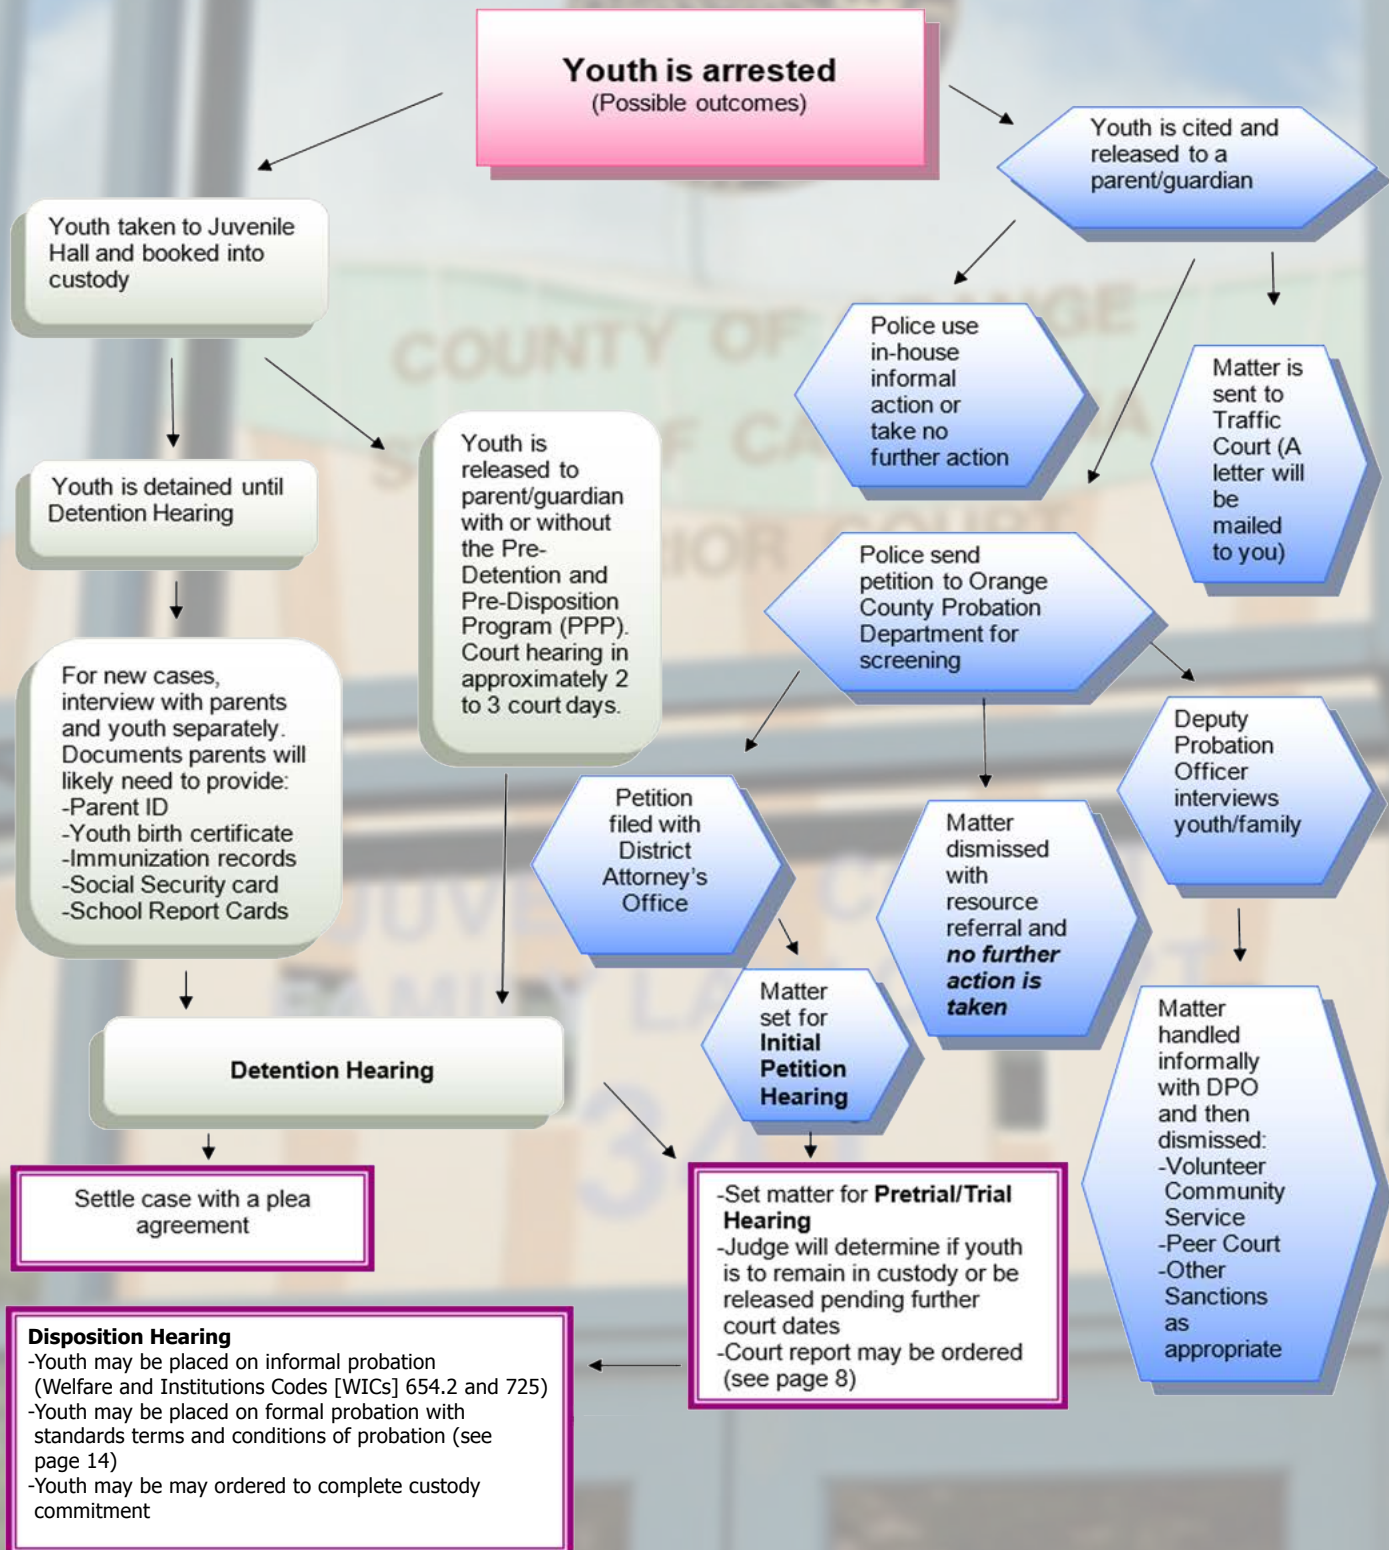 Youth is arrested
(Possible outcomes)
Youth is cited and
released to a
parent/guardian
Youth taken to Juvenile
Hall and booked into
custody
Police use
in-house
informal
action or
take no
further action
Matter is
sent to
Traffic
Court (A
letter will
be
mailed
to you)
Youth is detained until
Detention Hearing
Youth is
released to
parent/guardian
with or without
the Pre-
Detention and
Pre-Disposition
Program (PPP).
Court hearing in
approximately 2
to 3 court days.
Police send
petition to Orange
County Probation
Department for
screening
For new cases,
interview with parents
and youth separately.
Documents parents will
likely need to provide:
-Parent ID
-Youth birth certificate
-Immunization records
-Social Security card
-School Report Cards
Petition
filed with
District
Attorney's
Office
Matter
dismissed
with
resource
referral and
no further
action is
taken
Deputy
Probation
Officer
interviews
youth/family
Matter
set for
Initial
Petition
Hearing
Matter
handled
informally
with DPO
and then
dismissed:
-Volunteer
Community
Service
-Peer Court
-Other
Sanctions
as
appropriate
Detention Hearing
Settle case with a plea
agreement
-Set matter for Pretrial/Trial
Hearing
-Judge will determine if youth
is to remain in custody or be
released pending further
court dates
-Court report may be ordered
(see page 8)
Disposition Hearing
-Youth may be placed on informal probation
(Welfare and Institutions Codes [WICs] 654.2 and 725)
-Youth may be placed on formal probation with
standards terms and conditions of probation (see
page 14)
-Youth may be may ordered to complete custody
commitment
COUNTY OF